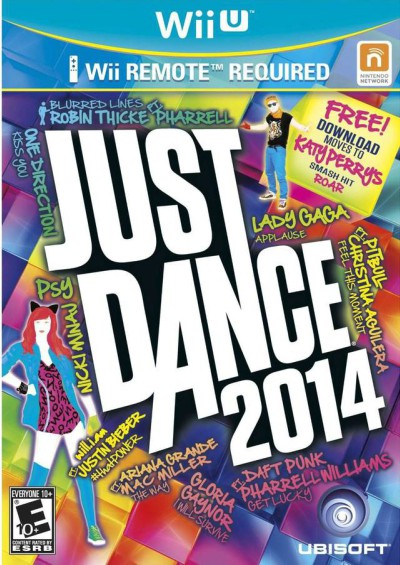 Wii U
Wii REMOTE™ REQUIRED
NINTENDO
NETWORK
BLURRED LINES
ROBIN THICKE ft. PHARRELL
ONE DIRECTION
KISS YOU
FREE!
DOWNLOAD
MOVES TO
KATY PERRY'S
SMASH HIT
ROAR
JUST
DANCE
2014
LADY GAGA
APPLAUSE
PITBULL
ft. CHRISTINA AGUILERA
FEEL THIS MOMENT
PSY
NICKI MINAJ
will.i.am
ft. JUSTIN BIEBER
#thatPOWER
ARIANA GRANDE
ft. MAC MILLER
THE WAY
GLORIA
GAYNOR
I WILL SURVIVE
DAFT PUNK
ft. PHARRELL WILLIAMS
GET LUCKY
EVERYONE 10+
E
10+
CONTENT RATED BY
ESRB
UBISOFT